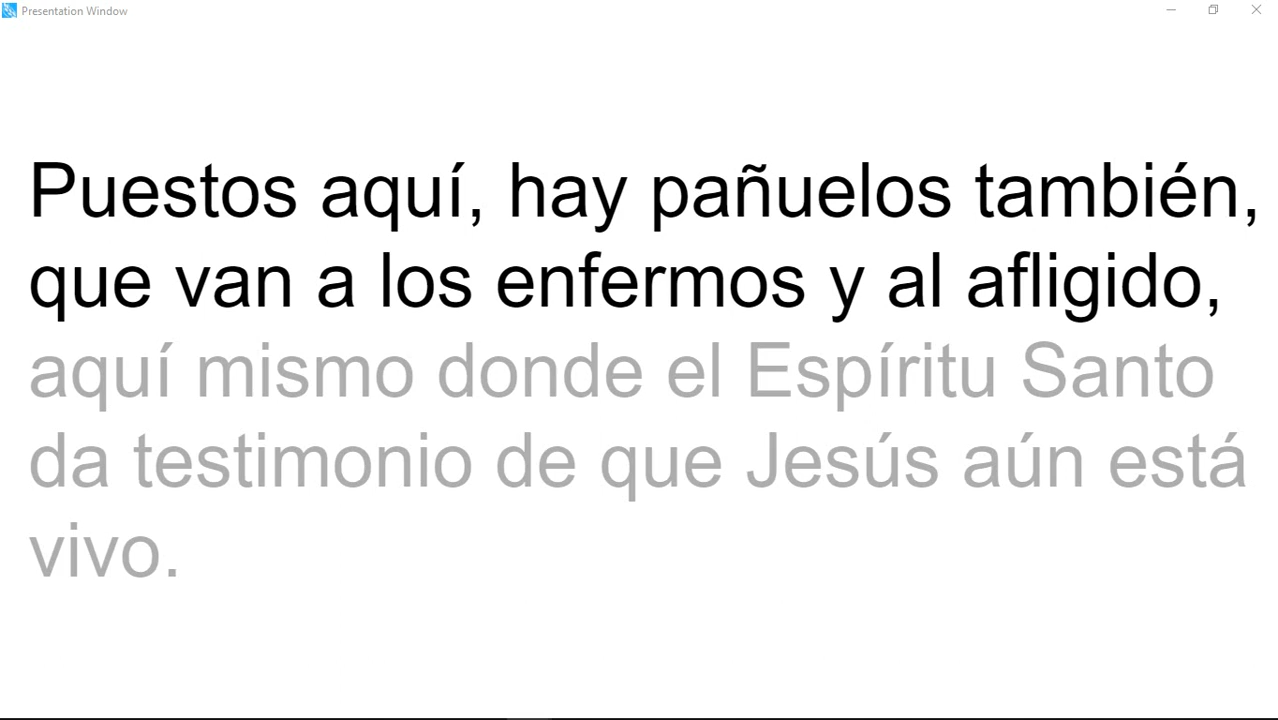 Presentation Window
Puestos aquí, hay pañuelos también,
que van a los enfermos y al afligido,
aquí mismo donde el Espíritu Santo
da testimonio de que Jesús aún está
vivo.